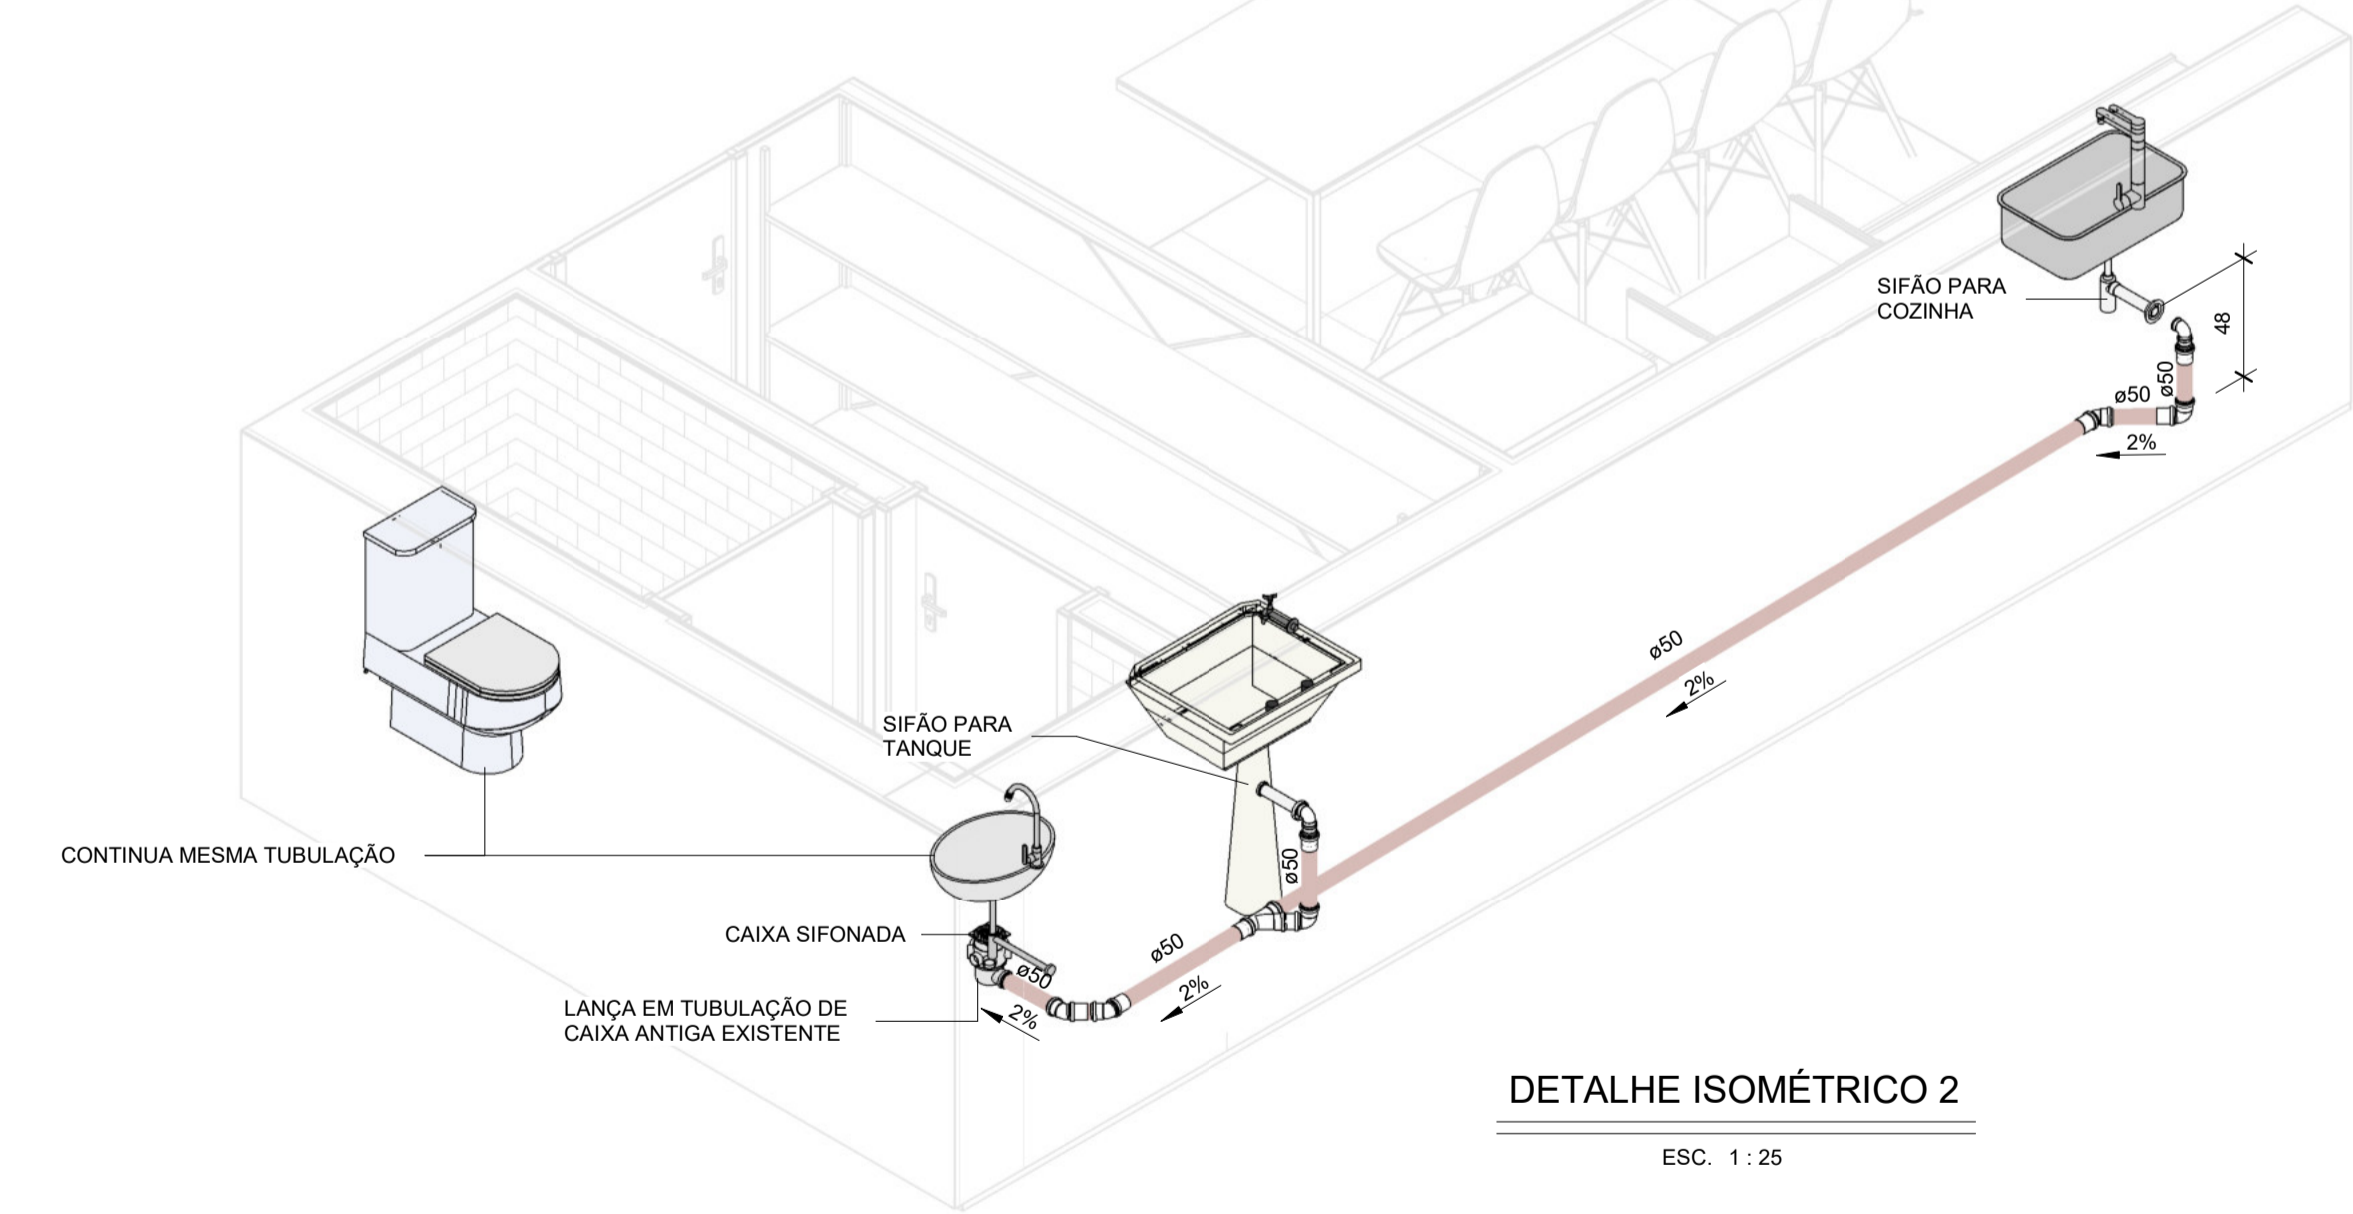 SIFÃO PARA
COZINHA
48
ø50
ø50
2%
ø50
2%
SIFÃO PARA
TANQUE
ø50
CONTINUA MESMA TUBULAÇÃO
CAIXA SIFONADA
ø50
2%
ø50
2%
LANÇA EM TUBULAÇÃO DE
CAIXA ANTIGA EXISTENTE
DETALHE ISOMÉTRICO 2
ESC. 1 : 25